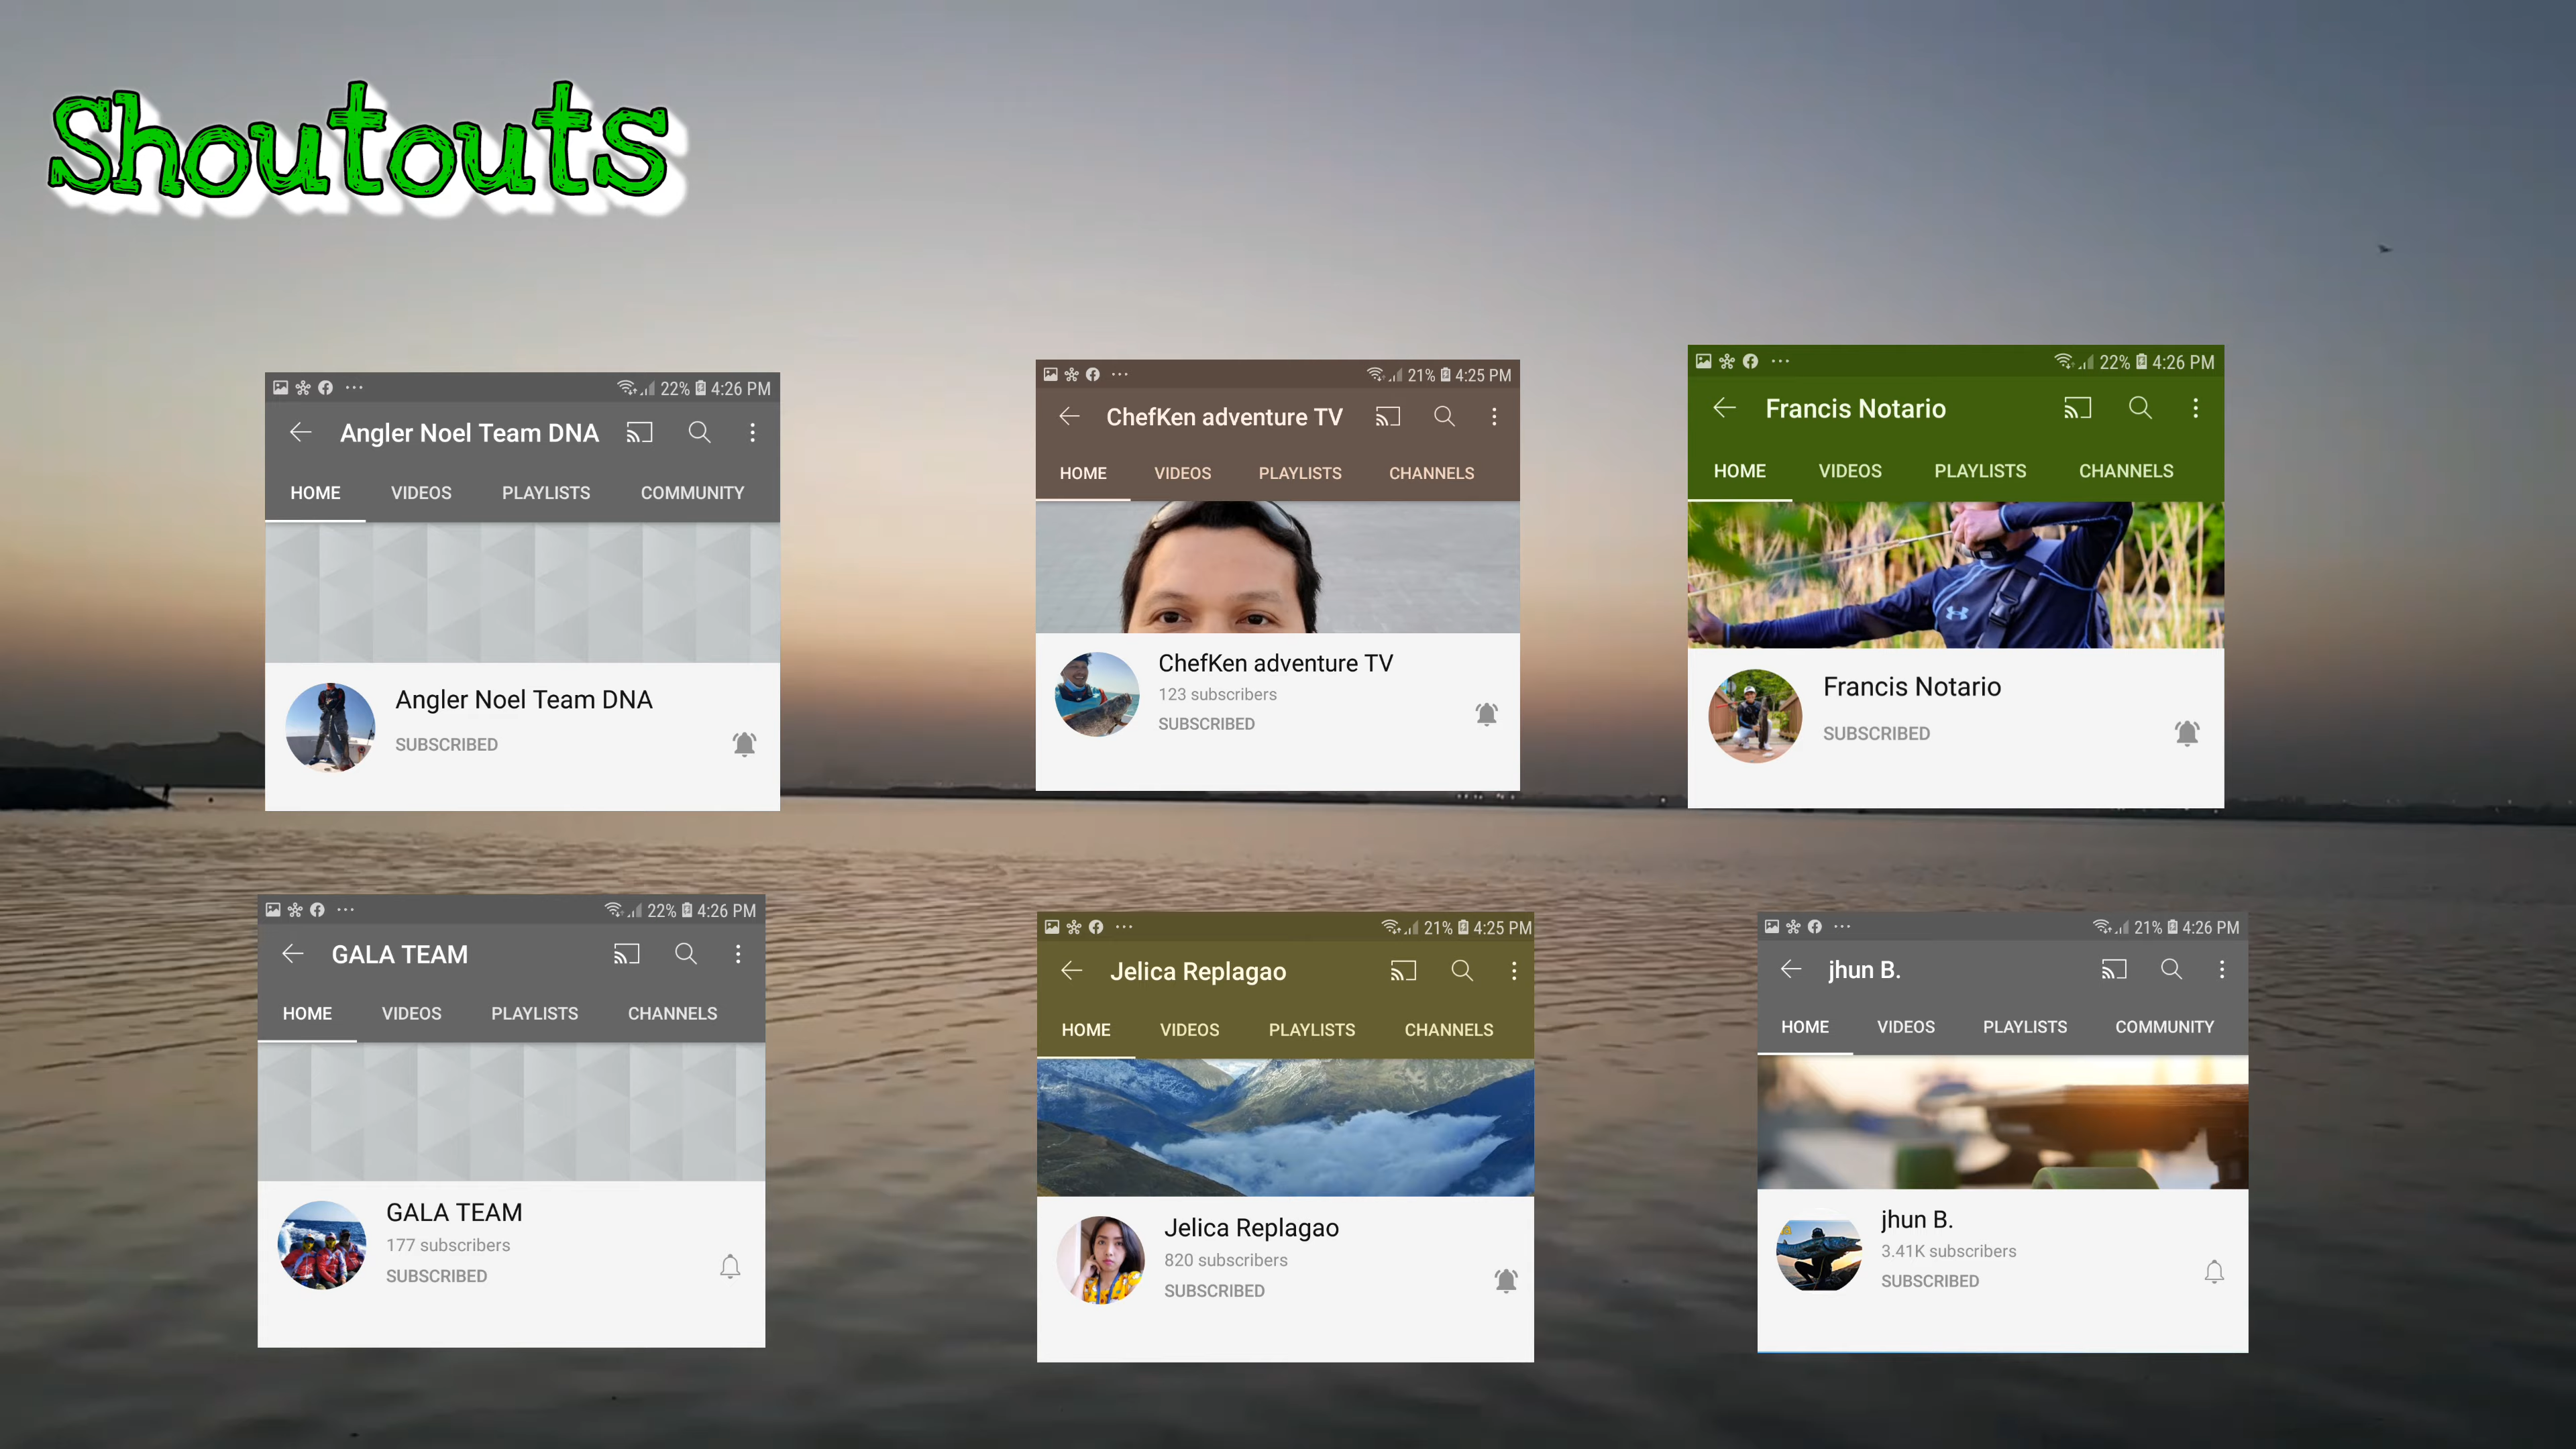 Shoutouts
22% 4:26 PM
Angler Noel Team DNA
HOME VIDEOS PLAYLISTS COMMUNITY
Angler Noel Team DNA
SUBSCRIBED
21% 4:25 PM
ChefKen adventure TV
HOME VIDEOS PLAYLISTS CHANNELS
ChefKen adventure TV
123 subscribers
SUBSCRIBED
22% 4:26 PM
Francis Notario
HOME VIDEOS PLAYLISTS CHANNELS
Francis Notario
SUBSCRIBED
22% 4:26 PM
GALA TEAM
HOME VIDEOS PLAYLISTS CHANNELS
GALA TEAM
177 subscribers
SUBSCRIBED
21% 4:25 PM
Jelica Replagao
HOME VIDEOS PLAYLISTS CHANNELS
Jelica Replagao
820 subscribers
SUBSCRIBED
21% 4:26 PM
jhun B.
HOME VIDEOS PLAYLISTS COMMUNITY
jhun B.
3.41K subscribers
SUBSCRIBED